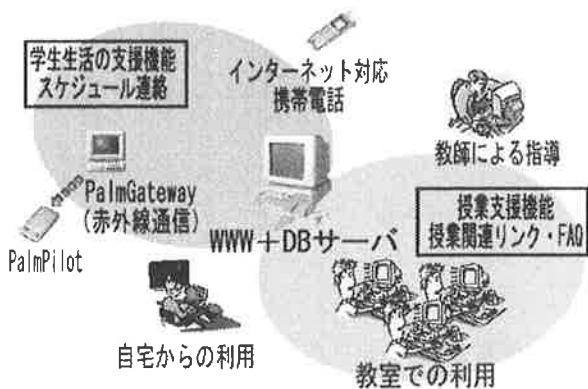 学生生活の支援機能
スケジュール連絡
インターネット対応
携帯電話
教師による指導
PalmGateway
(赤外線通信)
PalmPilot
WWW+DBサーバ
授業支援機能
授業関連リンク・FAQ
自宅からの利用
教室での利用